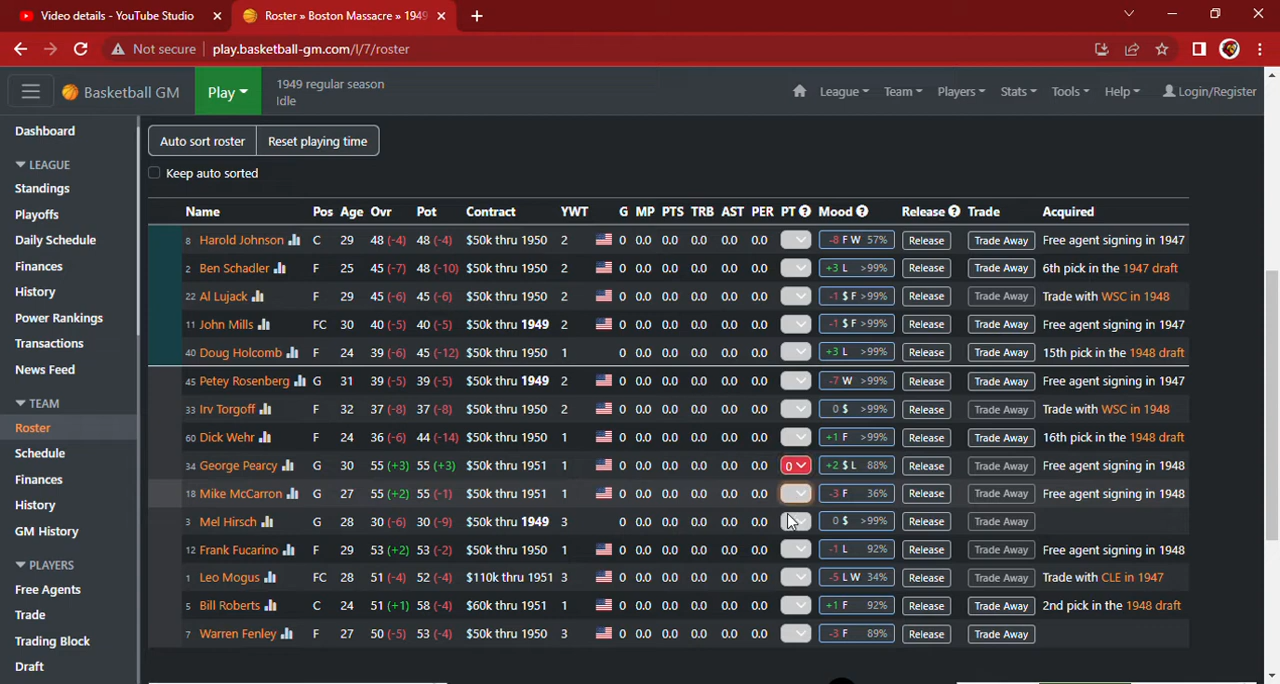 Video details - YouTube Studio
Roster » Boston Massacre » 1949
Not secure play.basketball-gm.com/l/7/roster
Basketball GM
Play
1949 regular season
Idle
League Team Players Stats Tools Help Login/Register
Dashboard
LEAGUE
Standings
Playoffs
Daily Schedule
Finances
History
Power Rankings
Transactions
News Feed
TEAM
Roster
Schedule
Finances
History
GM History
PLAYERS
Free Agents
Trade
Trading Block
Draft
Auto sort roster Reset playing time
Keep auto sorted
Name Pos Age Ovr Pot Contract YWT G MP PTS TRB AST PER PT Mood Release Trade Acquired
8 Harold Johnson C 29 48 (-4) 48 (-4) $50k thru 1950 2 0 0.0 0.0 0.0 0.0 0.0 -8 F W 57% Release Trade Away Free agent signing in 1947
2 Ben Schadler F 25 45 (-7) 48 (-10) $50k thru 1950 2 0 0.0 0.0 0.0 0.0 0.0 +3 L >99% Release Trade Away 6th pick in the 1947 draft
22 Al Lujack F 29 45 (-6) 45 (-6) $50k thru 1950 2 0 0.0 0.0 0.0 0.0 0.0 -1 $ F >99% Release Trade Away Trade with WSC in 1948
11 John Mills FC 30 40 (-5) 40 (-5) $50k thru 1949 2 0 0.0 0.0 0.0 0.0 0.0 -1 $ F >99% Release Trade Away Free agent signing in 1947
40 Doug Holcomb F 24 39 (-6) 45 (-12) $50k thru 1950 1 0 0.0 0.0 0.0 0.0 0.0 +3 L >99% Release Trade Away 15th pick in the 1948 draft
45 Petey Rosenberg G 31 39 (-5) 39 (-5) $50k thru 1949 2 0 0.0 0.0 0.0 0.0 0.0 -7 W >99% Release Trade Away Free agent signing in 1947
33 Irv Torgoff F 32 37 (-8) 37 (-8) $50k thru 1950 2 0 0.0 0.0 0.0 0.0 0.0 0 $ >99% Release Trade Away Trade with WSC in 1948
60 Dick Wehr F 24 36 (-6) 44 (-14) $50k thru 1950 1 0 0.0 0.0 0.0 0.0 0.0 +1 F >99% Release Trade Away 16th pick in the 1948 draft
34 George Pearcy G 30 55 (+3) 55 (+3) $50k thru 1951 1 0 0.0 0.0 0.0 0.0 0.0 0 +2 $ L 88% Release Trade Away Free agent signing in 1948
18 Mike McCarron G 27 55 (+2) 55 (-1) $50k thru 1951 1 0 0.0 0.0 0.0 0.0 0.0 -3 F 36% Release Trade Away Free agent signing in 1948
3 Mel Hirsch G 28 30 (-6) 30 (-9) $50k thru 1949 3 0 0.0 0.0 0.0 0.0 0.0 0 $ >99% Release Trade Away
12 Frank Fucarino F 29 53 (+2) 53 (-2) $50k thru 1950 1 0 0.0 0.0 0.0 0.0 0.0 -1 L 92% Release Trade Away Free agent signing in 1948
1 Leo Mogus FC 28 51 (-4) 52 (-4) $110k thru 1951 3 0 0.0 0.0 0.0 0.0 0.0 -5 L W 34% Release Trade Away Trade with CLE in 1947
5 Bill Roberts C 24 51 (+1) 58 (-4) $60k thru 1951 1 0 0.0 0.0 0.0 0.0 0.0 +1 F 92% Release Trade Away 2nd pick in the 1948 draft
7 Warren Fenley F 27 50 (-5) 53 (-4) $50k thru 1950 3 0 0.0 0.0 0.0 0.0 0.0 -3 F 89% Release Trade Away